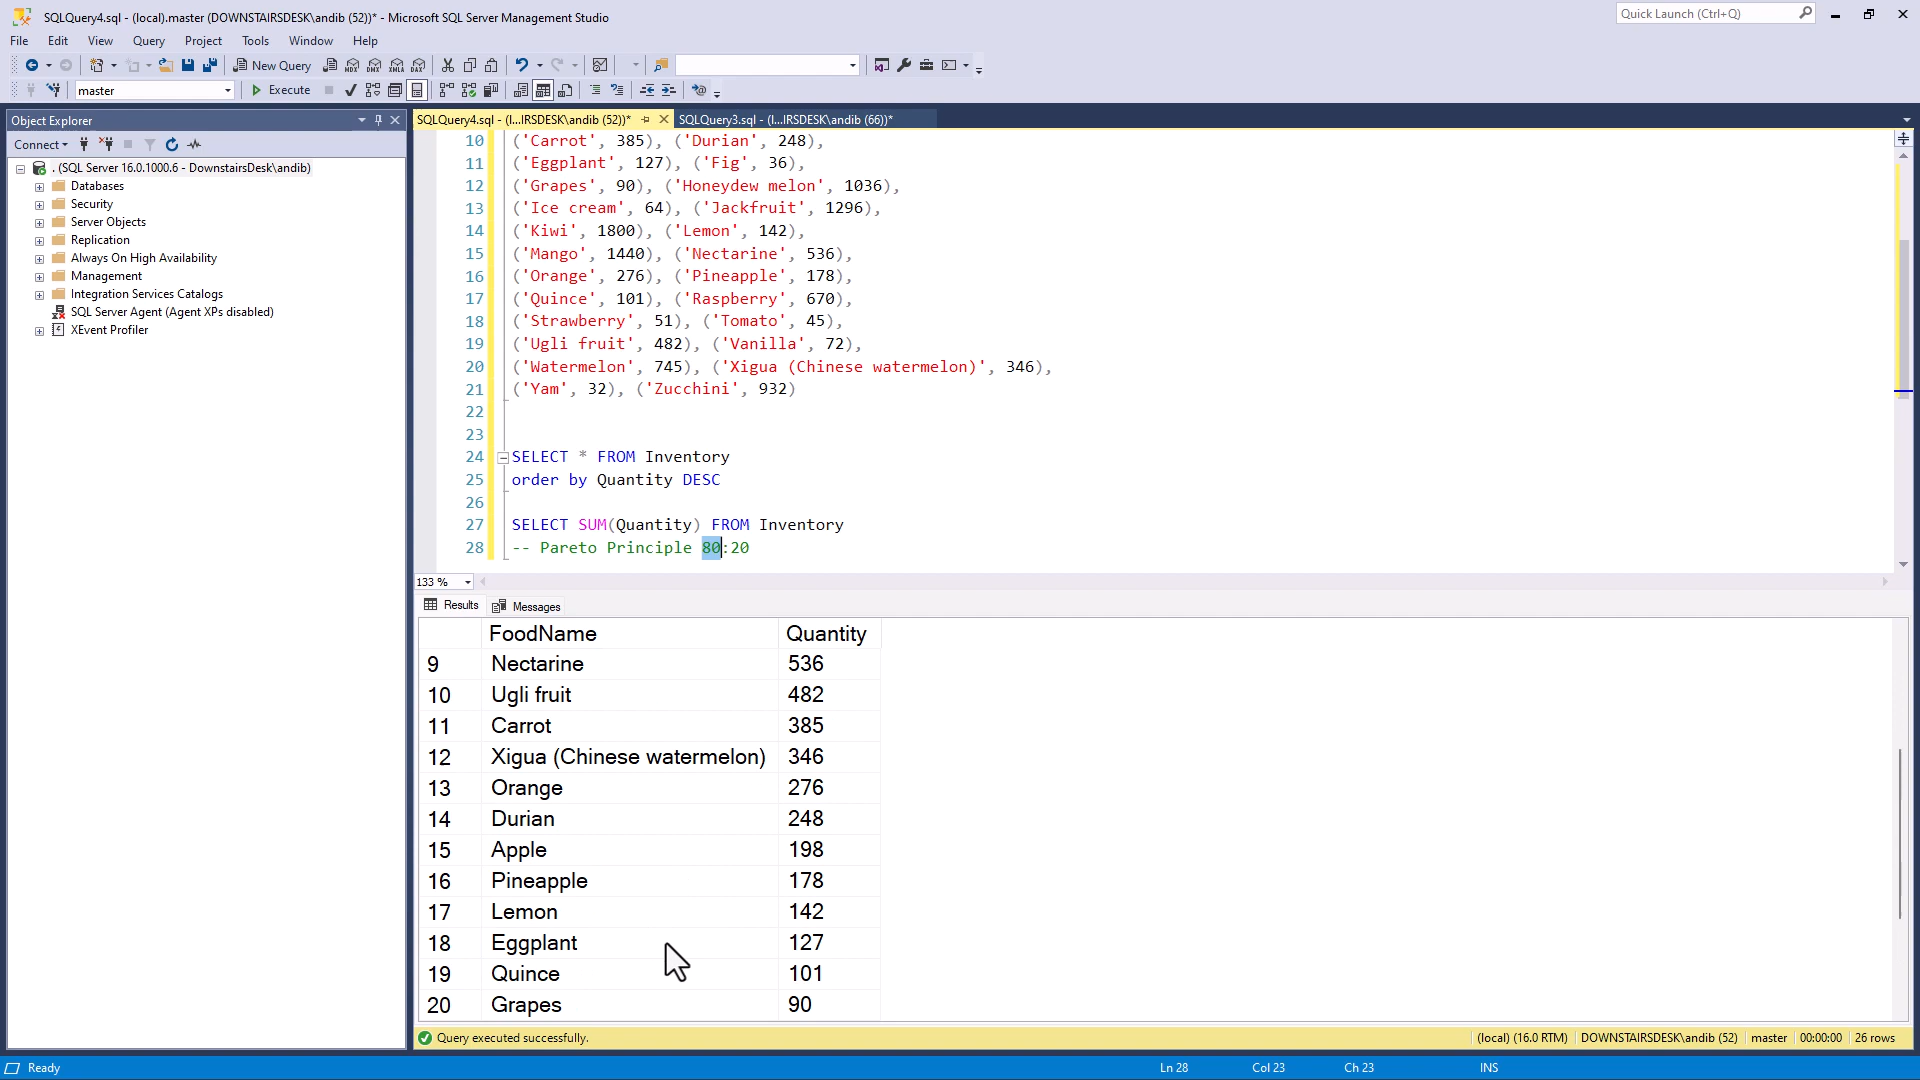 SQLQuery4.sql - (local).master (DOWNSTAIRSDESK\andib (52))* - Microsoft SQL Server Management Studio
Quick Launch (Ctrl+Q)
File Edit View Query Project Tools Window Help
New Query
master
Execute
Object Explorer
Connect
. (SQL Server 16.0.1000.6 - DownstairsDesk\andib)
Databases
Security
Server Objects
Replication
Always On High Availability
Management
Integration Services Catalogs
SQL Server Agent (Agent XPs disabled)
XEvent Profiler
SQLQuery4.sql - (l...IRSDESK\andib (52))* SQLQuery3.sql - (l...IRSDESK\andib (66))*
10 ('Carrot', 385), ('Durian', 248),
11 ('Eggplant', 127), ('Fig', 36),
12 ('Grapes', 90), ('Honeydew melon', 1036),
13 ('Ice cream', 64), ('Jackfruit', 1296),
14 ('Kiwi', 1800), ('Lemon', 142),
15 ('Mango', 1440), ('Nectarine', 536),
16 ('Orange', 276), ('Pineapple', 178),
17 ('Quince', 101), ('Raspberry', 670),
18 ('Strawberry', 51), ('Tomato', 45),
19 ('Ugli fruit', 482), ('Vanilla', 72),
20 ('Watermelon', 745), ('Xigua (Chinese watermelon)', 346),
21 ('Yam', 32), ('Zucchini', 932)
22
23
24 SELECT * FROM Inventory
25 order by Quantity DESC
26
27 SELECT SUM(Quantity) FROM Inventory
28 -- Pareto Principle 80:20
133 %
Results Messages
FoodName Quantity
9 Nectarine 536
10 Ugli fruit 482
11 Carrot 385
12 Xigua (Chinese watermelon) 346
13 Orange 276
14 Durian 248
15 Apple 198
16 Pineapple 178
17 Lemon 142
18 Eggplant 127
19 Quince 101
20 Grapes 90
Query executed successfully. (local) (16.0 RTM) DOWNSTAIRSDESK\andib (52) master 00:00:00 26 rows
Ready Ln 28 Col 23 Ch 23 INS